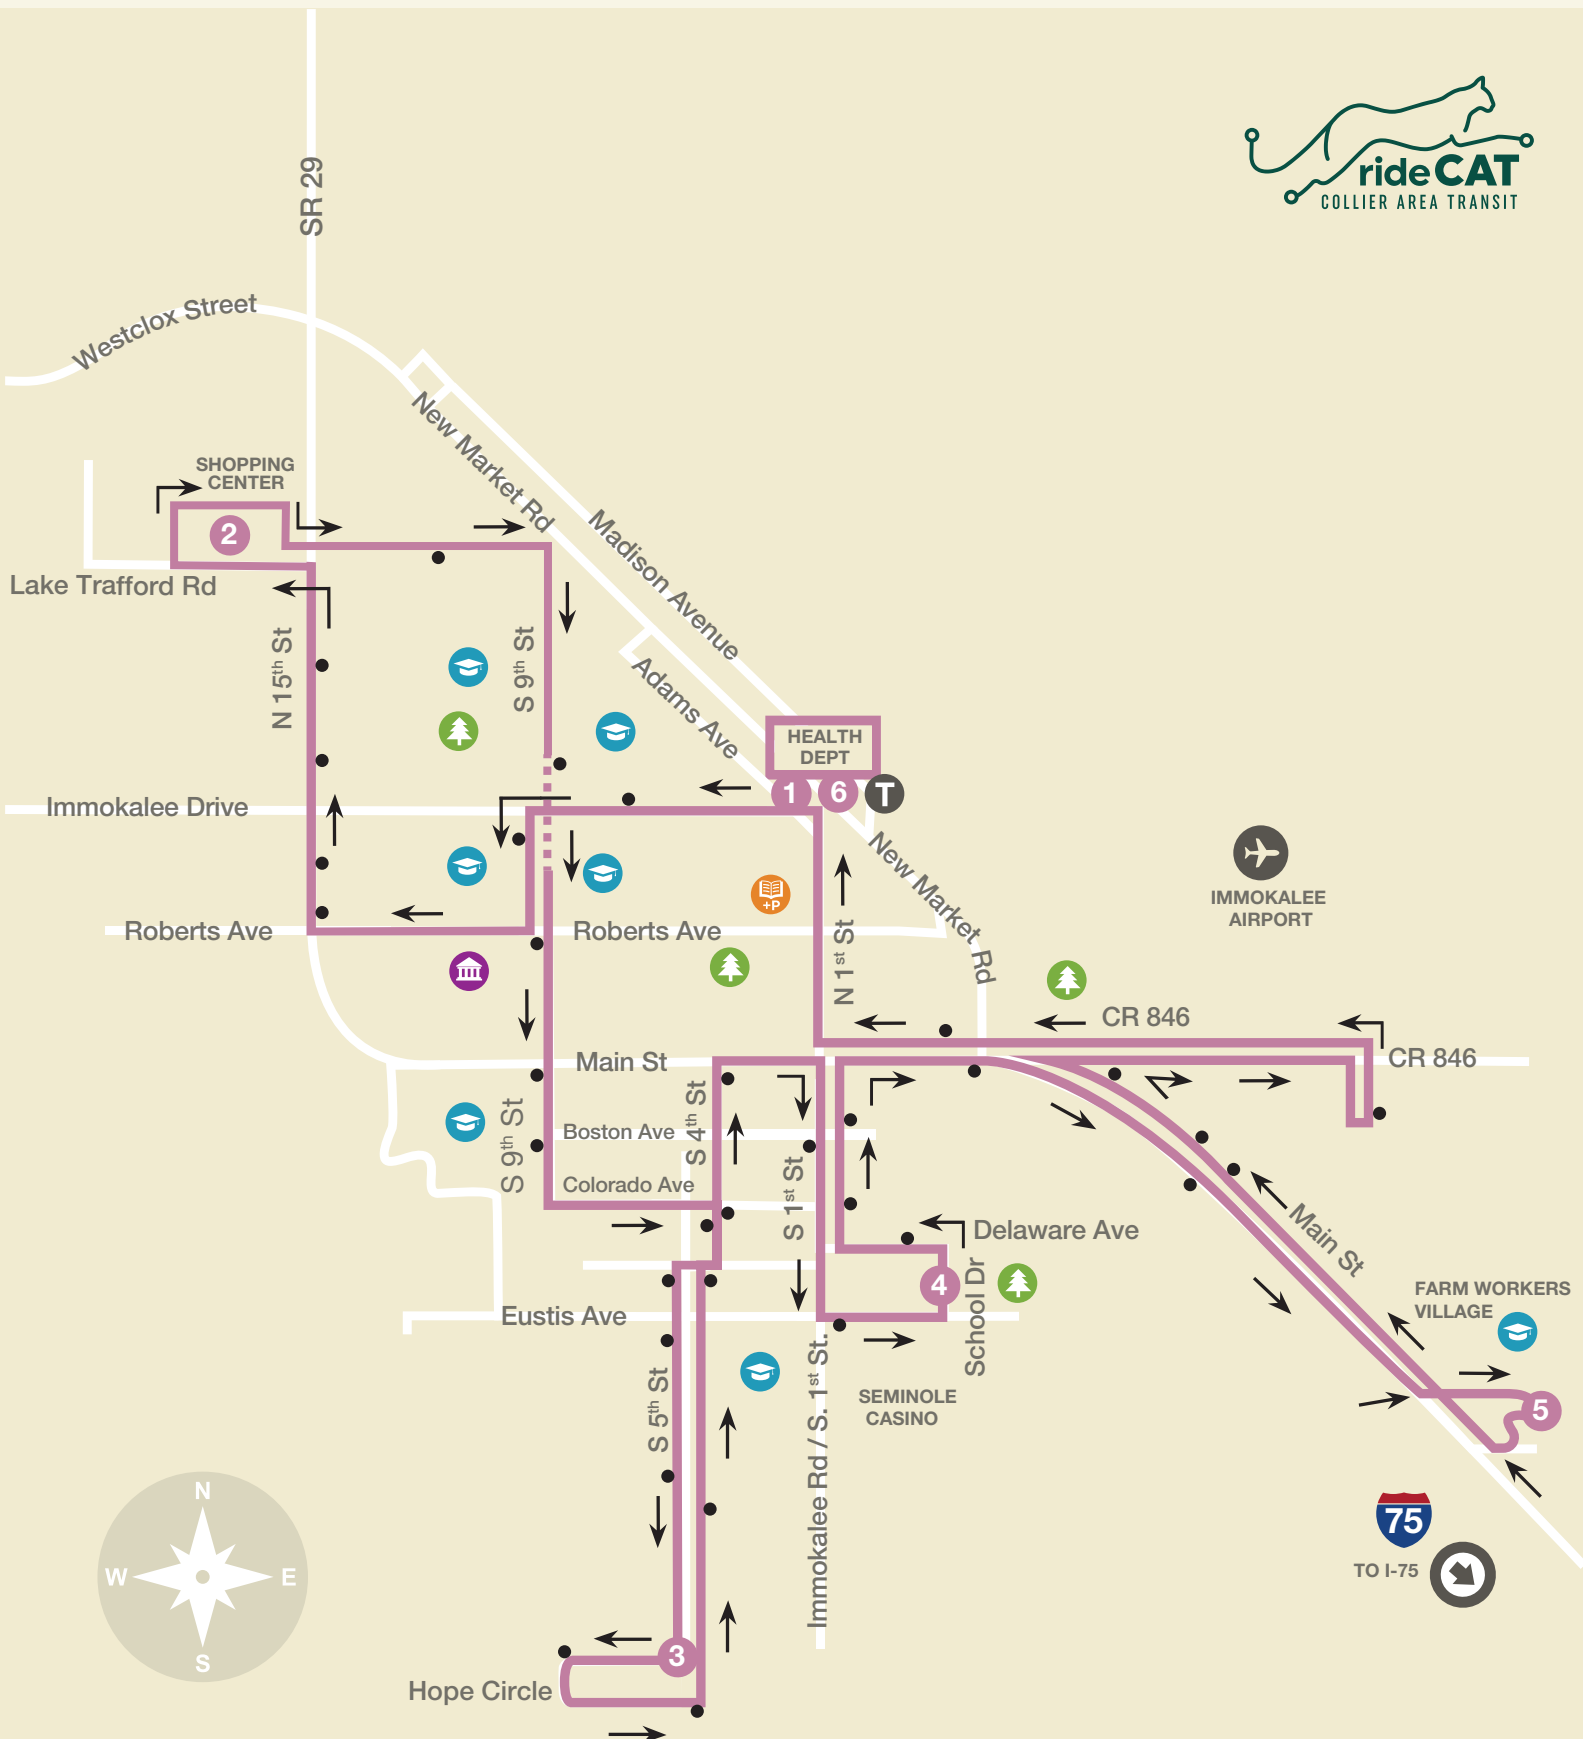 rideCAT
COLLIER AREA TRANSIT
SR 29
Westclox Street
New Market Rd
SHOPPING
CENTER
2
Madison Avenue
Lake Trafford Rd
N 15th St
S 9th St
Adams Ave
HEALTH
DEPT
1
6
T
Immokalee Drive
New Market Rd
+P
IMMOKALEE
AIRPORT
Roberts Ave
Roberts Ave
N 1st St
CR 846
CR 846
Main St
S 4th St
S 9th St
Boston Ave
Colorado Ave
S 1st St
Delaware Ave
Main St
4
School Dr
FARM WORKERS
VILLAGE
Eustis Ave
S 5th St
Immokalee Rd / S. 1st St.
SEMINOLE
CASINO
5
75
TO I-75
N
W
E
S
3
Hope Circle